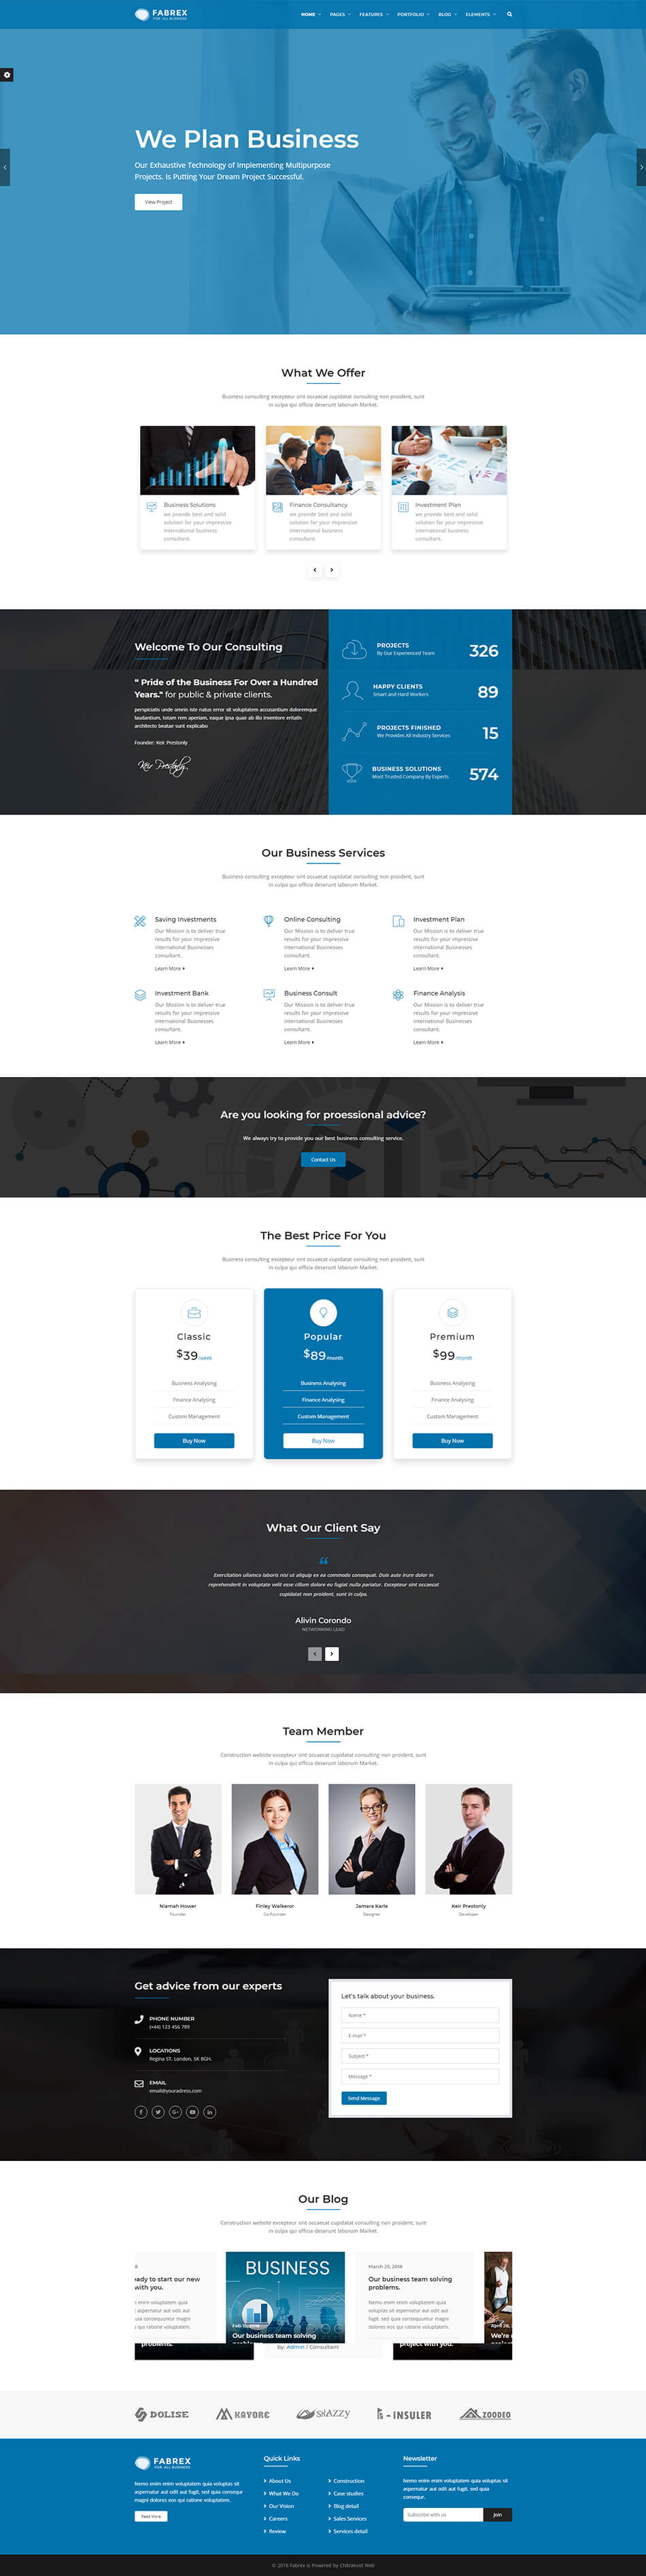 FABREX
FOR ALL BUSINESS
HOME
PAGES
FEATURES
PORTFOLIO
BLOG
ELEMENTS
We Plan Business
Our Exhaustive Technology of Implementing Multipurpose
Projects. Is Putting Your Dream Project Successful.
View Project
What We Offer
Business consulting excepteur sint occaecat cupidatat consulting non proident, sunt
in culpa qui officia deserunt laborum Market.
Business Solutions
we provide best and solid
solution for your impressive
international business
consultant.
Finance Consultancy
we provide best and solid
solution for your impressive
international business
consultant.
Investment Plan
we provide best and solid
solution for your impressive
international business
consultant.
Welcome To Our Consulting
" Pride of the Business For Over a Hundred
Years." for public & private clients.
perspiciatis unde omnis iste natus error sit voluptatem accusantium doloremque
laudantium, totam rem aperiam, eaque ipsa quae ab illo inventore eritatis
architecto beatae sunt explicabo
Founder: Keir Prestonly
Keir Prestonly
PROJECTS
By Our Experienced Team
326
HAPPY CLIENTS
Smart and Hard Workers
89
PROJECTS FINISHED
We Provides All Industry Services
15
BUSINESS SOLUTIONS
Most Trusted Company By Experts
574
Our Business Services
Business consulting excepteur sint occaecat cupidatat consulting non proident, sunt
in culpa qui officia deserunt laborum Market.
Saving Investments
Our Mission is to deliver true
results for your impressive
international Businesses
consultant.
Learn More
Online Consulting
Our Mission is to deliver true
results for your impressive
international Businesses
consultant.
Learn More
Investment Plan
Our Mission is to deliver true
results for your impressive
international Businesses
consultant.
Learn More
Investment Bank
Our Mission is to deliver true
results for your impressive
international Businesses
consultant.
Learn More
Business Consult
Our Mission is to deliver true
results for your impressive
international Businesses
consultant.
Learn More
Finance Analysis
Our Mission is to deliver true
results for your impressive
international Businesses
consultant.
Learn More
Are you looking for proessional advice?
We always try to provide you our best business consulting service.
Contact Us
The Best Price For You
Business consulting excepteur sint occaecat cupidatat consulting non proident, sunt
in culpa qui officia deserunt laborum Market.
Classic
$39/week
Business Analysing
Finance Analysing
Custom Management
Buy Now
Popular
$89/month
Business Analysing
Finance Analysing
Custom Management
Buy Now
Premium
$99/month
Business Analysing
Finance Analysing
Custom Management
Buy Now
What Our Client Say
Exercitation ullamco laboris nisi ut aliquip ex ea commodo consequat. Duis aute irure dolor in
reprehenderit in voluptate velit esse cillum dolore eu fugiat nulla pariatur. Excepteur sint occaecat
cupidatat non proident, sunt in culpa.
Alivin Corondo
NETWORKING LEAD
Team Member
Construction website excepteur sint occaecat cupidatat consulting non proident, sunt
in culpa qui officia deserunt laborum Market.
Niamah Hower
Founder
Finley Walkeror
Co-Founder
Jamara Karle
Designer
Keir Prestonly
Developer
Get advice from our experts
PHONE NUMBER
(+44) 123 456 789
LOCATIONS
Regina ST, London, SK 8GH.
EMAIL
email@youradress.com
Let's talk about your business.
Name *
E-mail *
Subject *
Message *
Send Message
Our Blog
Construction website excepteur sint occaecat cupidatat consulting non proident, sunt
in culpa qui officia deserunt laborum Market.
eady to start our new
with you.
enim voluptatem quia
aspernatur aut odit aut
uia consequuntur magni
qui ratione voluptatem.
problems.
BUSINESS
Our business team solving
by: Admin / Consultans
March 25, 2018
Our business team solving
problems.
Nemo enim enim voluptatem quia
voluptas sit aspernatur aut odit aut
fugit, sed quia consequuntur magni
dolores eos qui ratione voluptatem.
project with you.
We're
DOLISE
KAYORE
SNAZZY
- INSULER
ZOODEO
FABREX
FOR ALL BUSINESS
Nemo enim enim voluptatem quia voluptas sit
aspernatur aut odit aut fugit, sed quia consequr
magni dolores eos qui ratione voluptatem.
Read More
Quick Links
About Us
What We Do
Our Vision
Careers
Review
Construction
Case studies
Blog detail
Sales Services
Services detail
Newsletter
Nemo enim enim voluptatem quia voluptas sit
aspernatur aut odit aut fugit, sed quia
consequr.
Subscribe with us
Join
© 2018 Fabrex is Powered by Chitrakoot Web